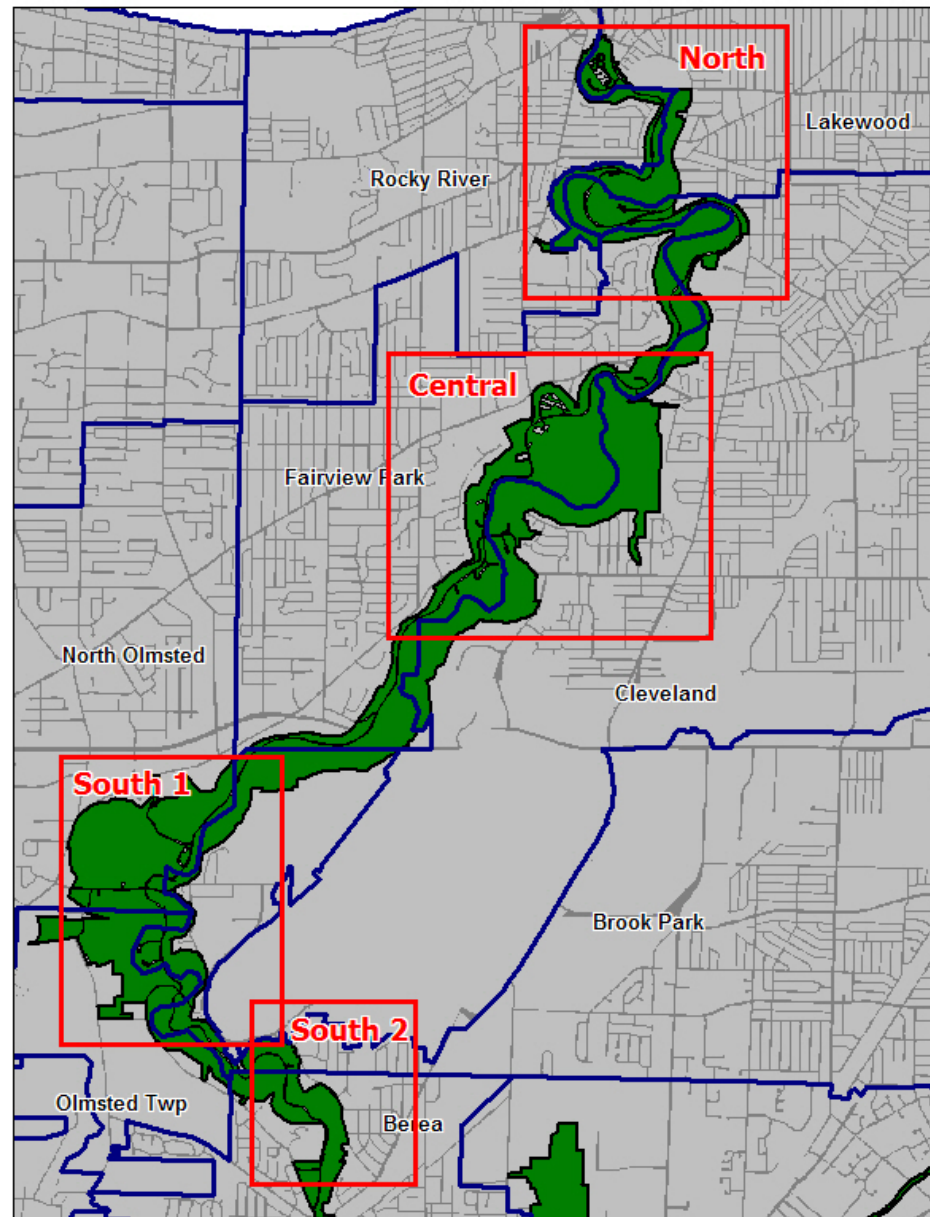 North
Lakewood
Rocky River
Central
Fairview Park
North Olmsted
Cleveland
South 1
Brook Park
South 2
Olmsted Twp
Berea